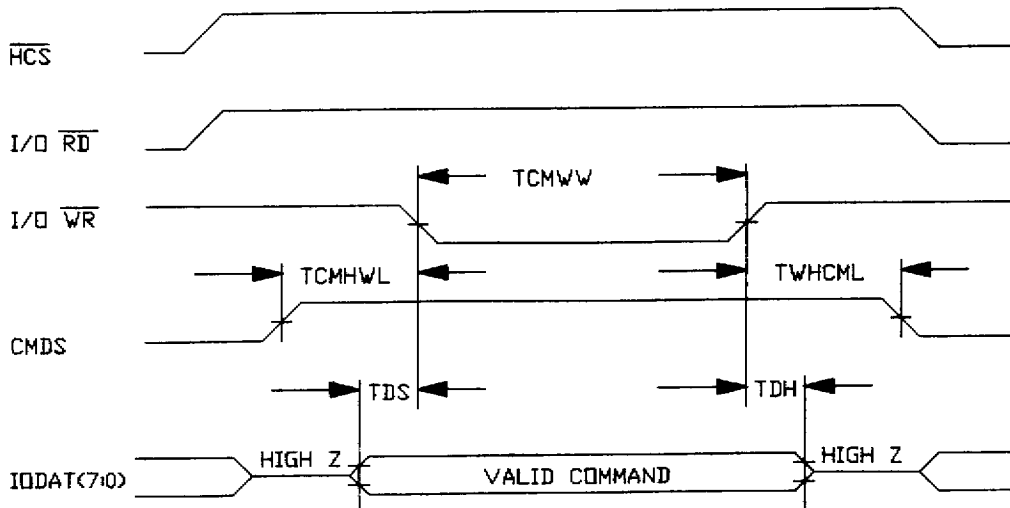 HCS
I/O RD
TCMWW
I/O WR
TCMHWL TWHCML
CMDS
TDS TDH
HIGH Z HIGH Z
IODAT(7:0) VALID COMMAND